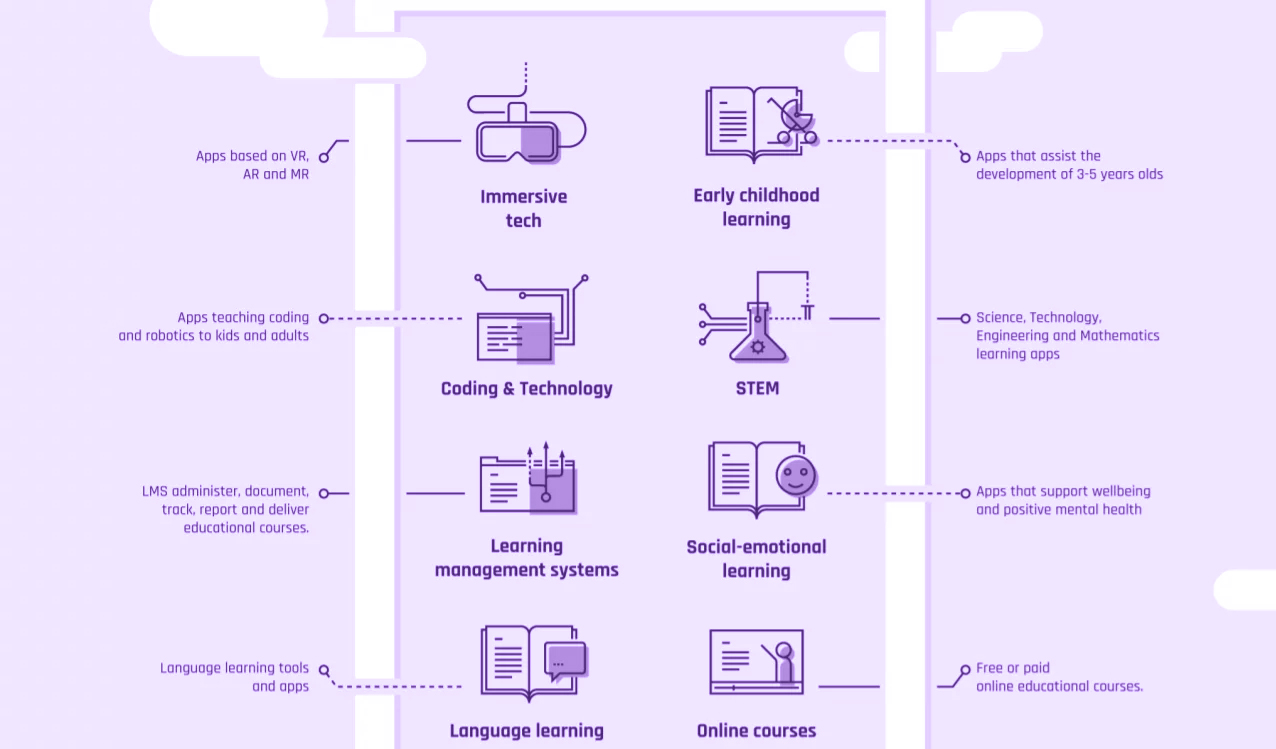 Apps based on VR,
AR and MR
Immersive
tech
Early childhood
learning
Apps that assist the
development of 3-5 years olds
Apps teaching coding
and robotics to kids and adults
Coding & Technology
π
STEM
Science, Technology,
Engineering and Mathematics
learning apps
LMS administer, document,
track, report and deliver
educational courses.
Learning
management systems
Social-emotional
learning
Apps that support wellbeing
and positive mental health
Language learning tools
and apps
Language learning
Online courses
Free or paid
online educational courses.